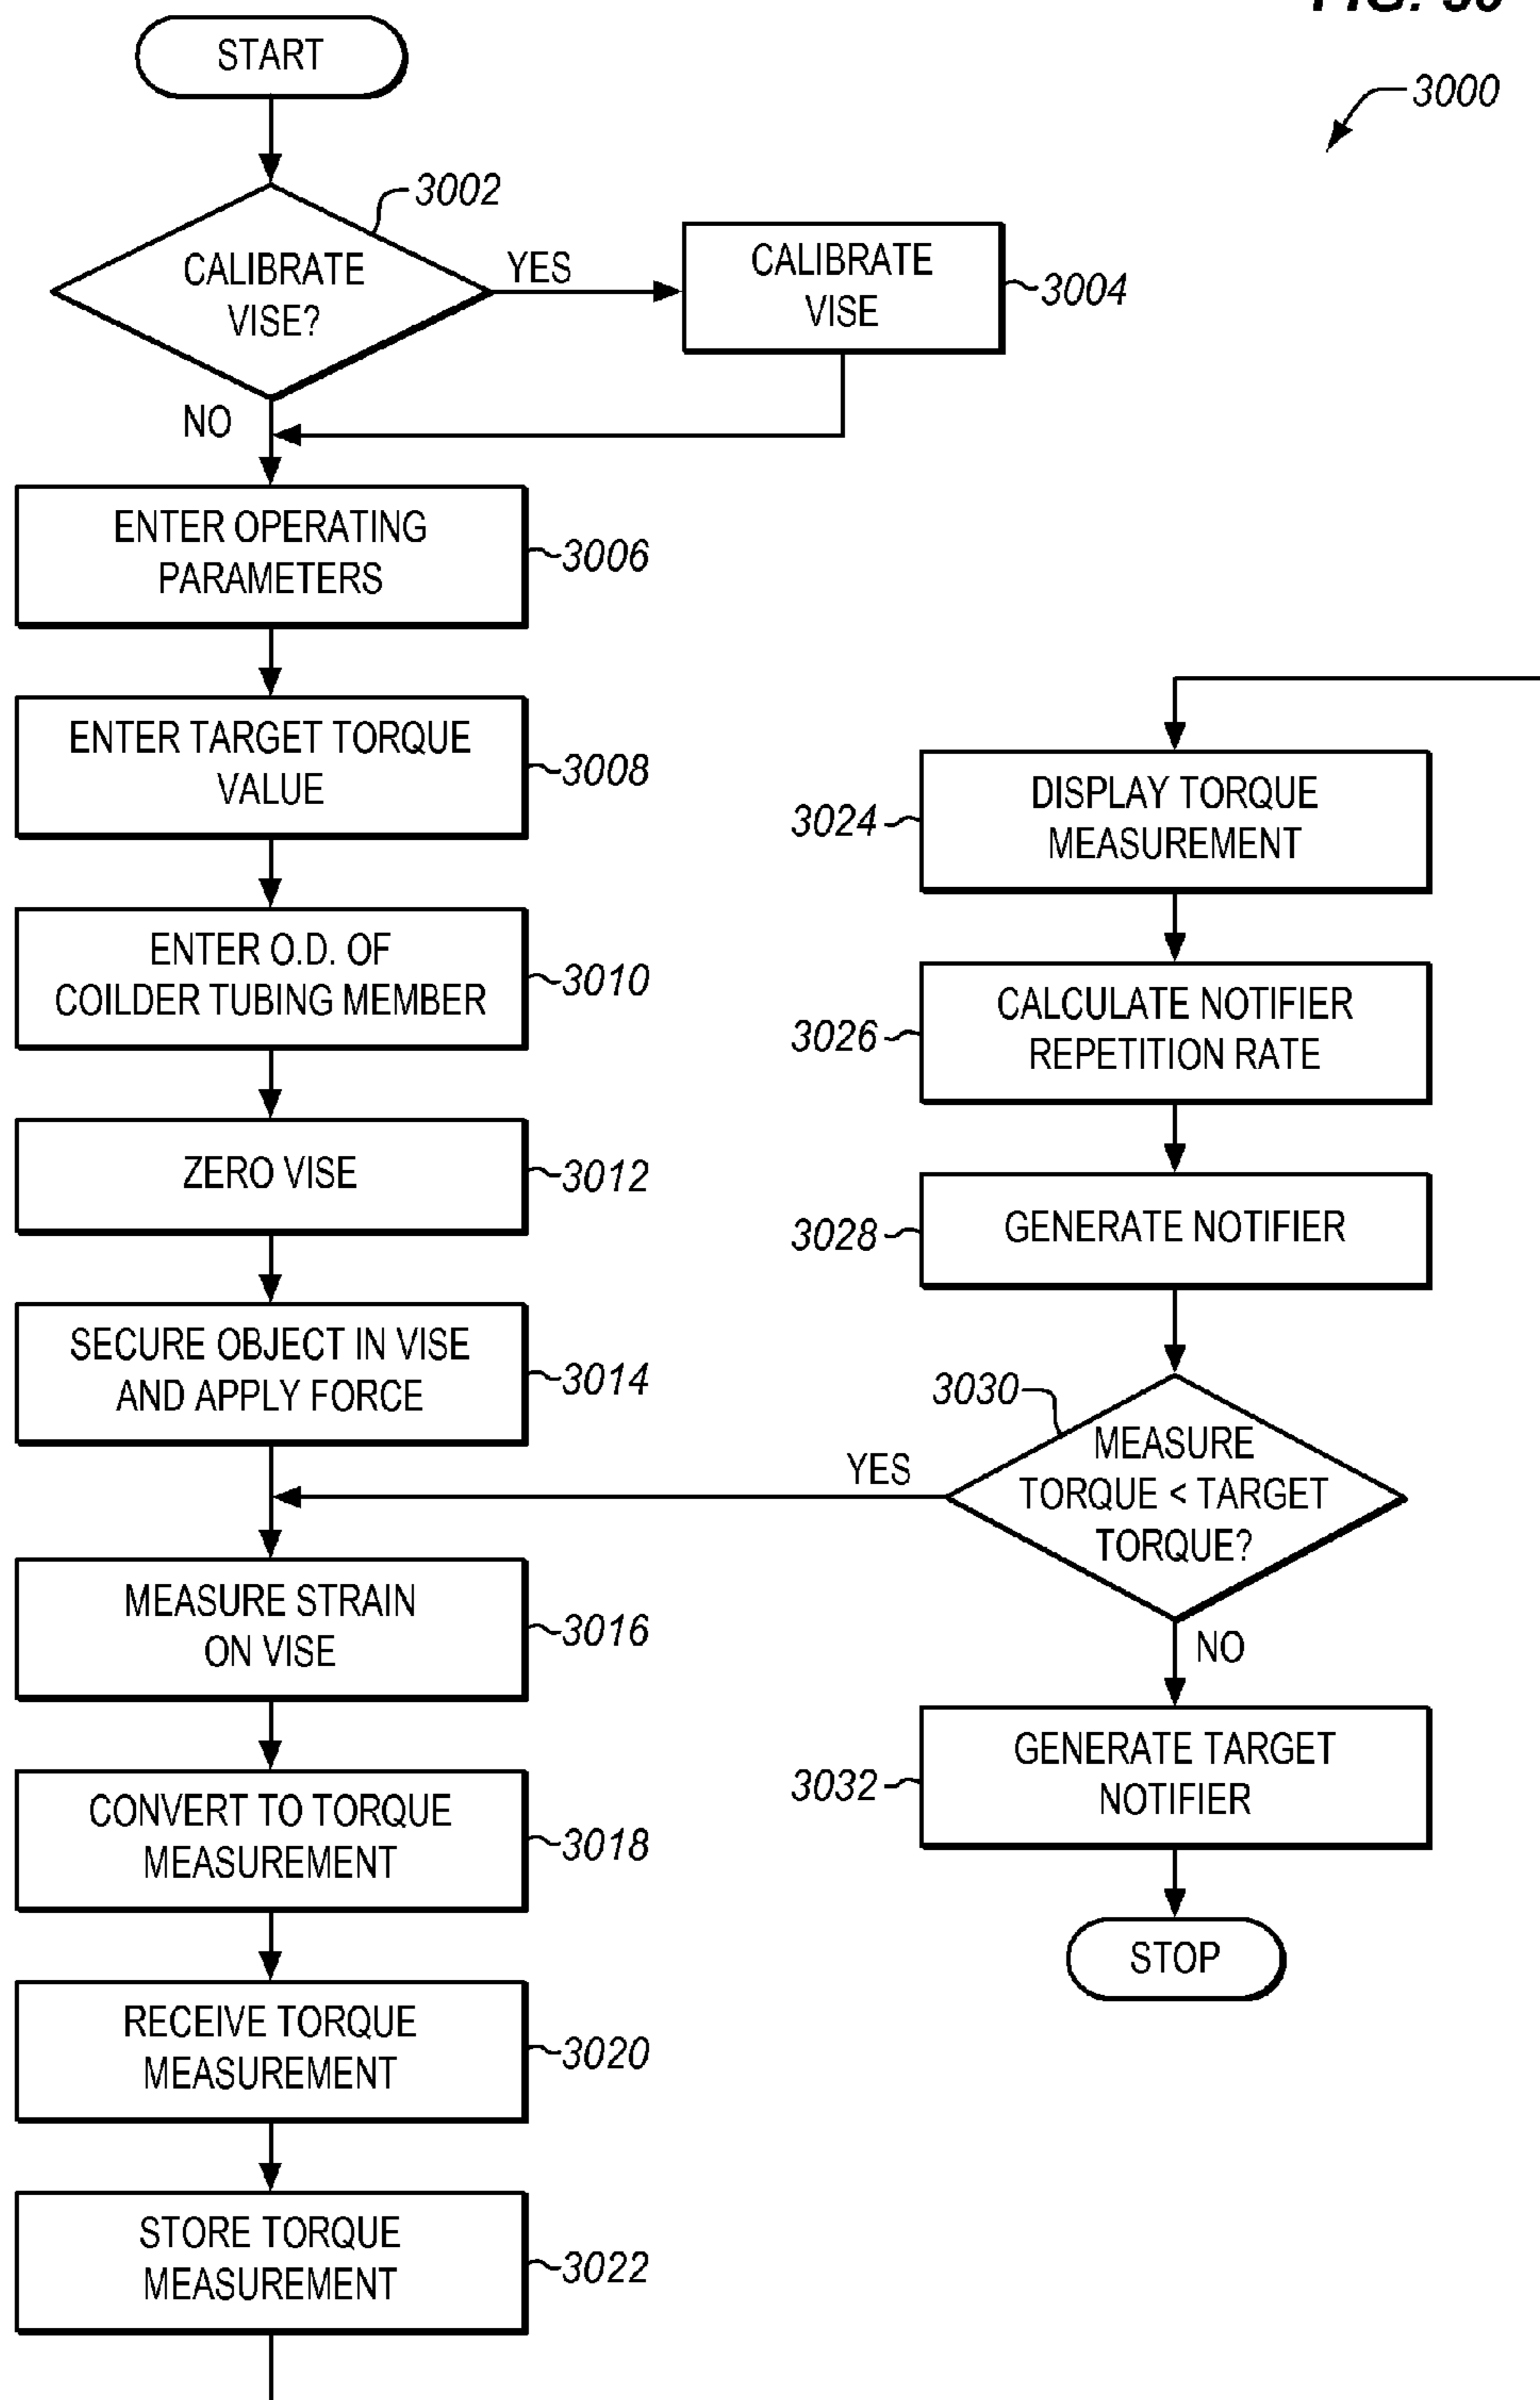 START
3000
3002
CALIBRATE
VISE?
YES
CALIBRATE
VISE
3004
NO
ENTER OPERATING
PARAMETERS
3006
ENTER TARGET TORQUE
VALUE
3008
ENTER O.D. OF
COILDER TUBING MEMBER
3010
ZERO VISE
3012
SECURE OBJECT IN VISE
AND APPLY FORCE
3014
MEASURE STRAIN
ON VISE
3016
CONVERT TO TORQUE
MEASUREMENT
3018
RECEIVE TORQUE
MEASUREMENT
3020
STORE TORQUE
MEASUREMENT
3022
DISPLAY TORQUE
MEASUREMENT
3024
CALCULATE NOTIFIER
REPETITION RATE
3026
GENERATE NOTIFIER
3028
3030
MEASURE
TORQUE < TARGET
TORQUE?
YES
NO
GENERATE TARGET
NOTIFIER
3032
STOP